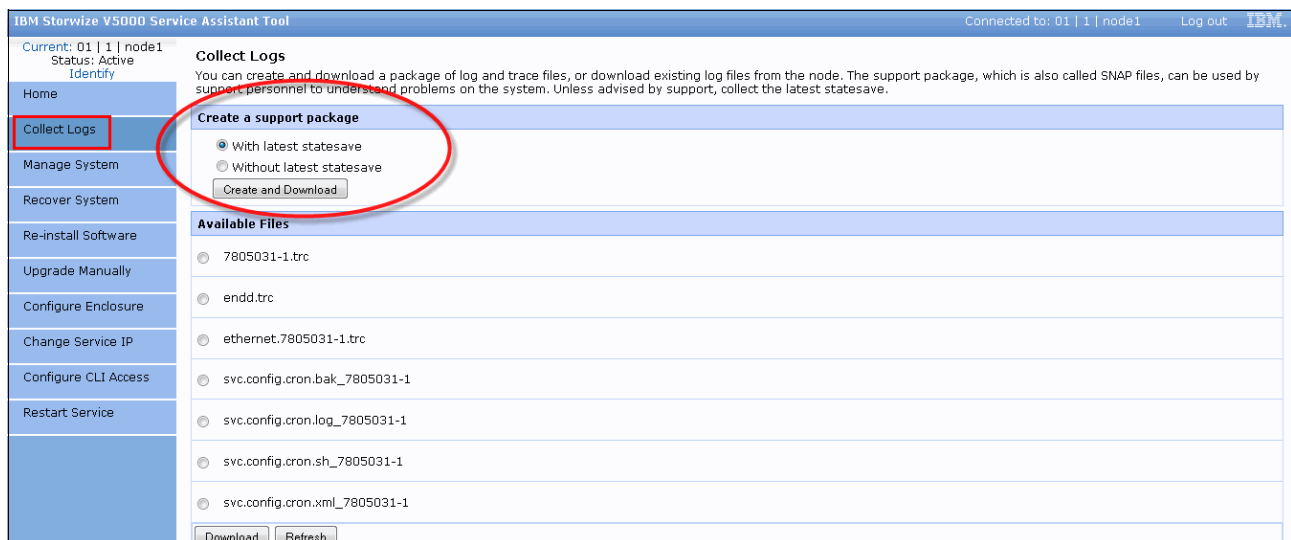 IBM Storwize V5000 Service Assistant Tool Connected to: 01 | 1 | node1 Log out IBM.
Current: 01 | 1 | node1
Status: Active
Identify
Home
Collect Logs
Manage System
Recover System
Re-install Software
Upgrade Manually
Configure Enclosure
Change Service IP
Configure CLI Access
Restart Service
Collect Logs
You can create and download a package of log and trace files, or download existing log files from the node. The support package, which is also called SNAP files, can be used by
support personnel to understand problems on the system. Unless advised by support, collect the latest statesave.
Create a support package
With latest statesave
Without latest statesave
Create and Download
Available Files
7805031-1.trc
endd.trc
ethernet.7805031-1.trc
svc.config.cron.bak_7805031-1
svc.config.cron.log_7805031-1
svc.config.cron.sh_7805031-1
svc.config.cron.xml_7805031-1
Download Refresh